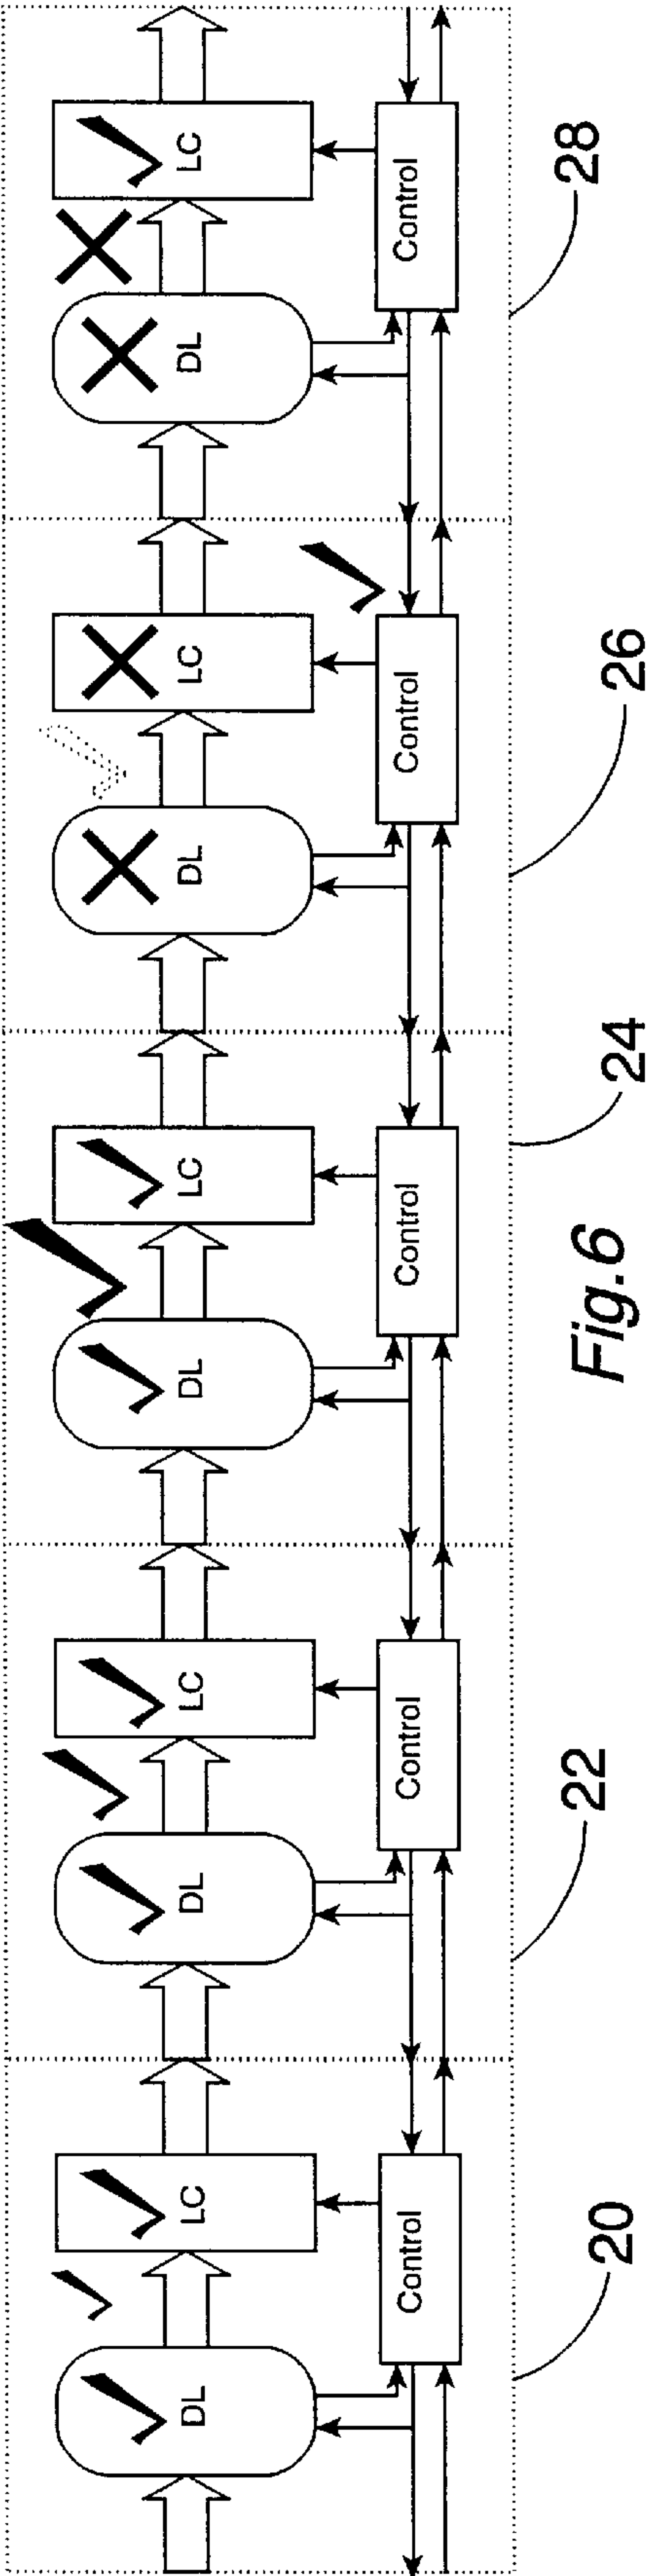 DL
LC
DL
LC
DL
LC
DL
LC
DL
LC
Control
Control
Control
Control
Control
20
22
24
26
28
Fig.6